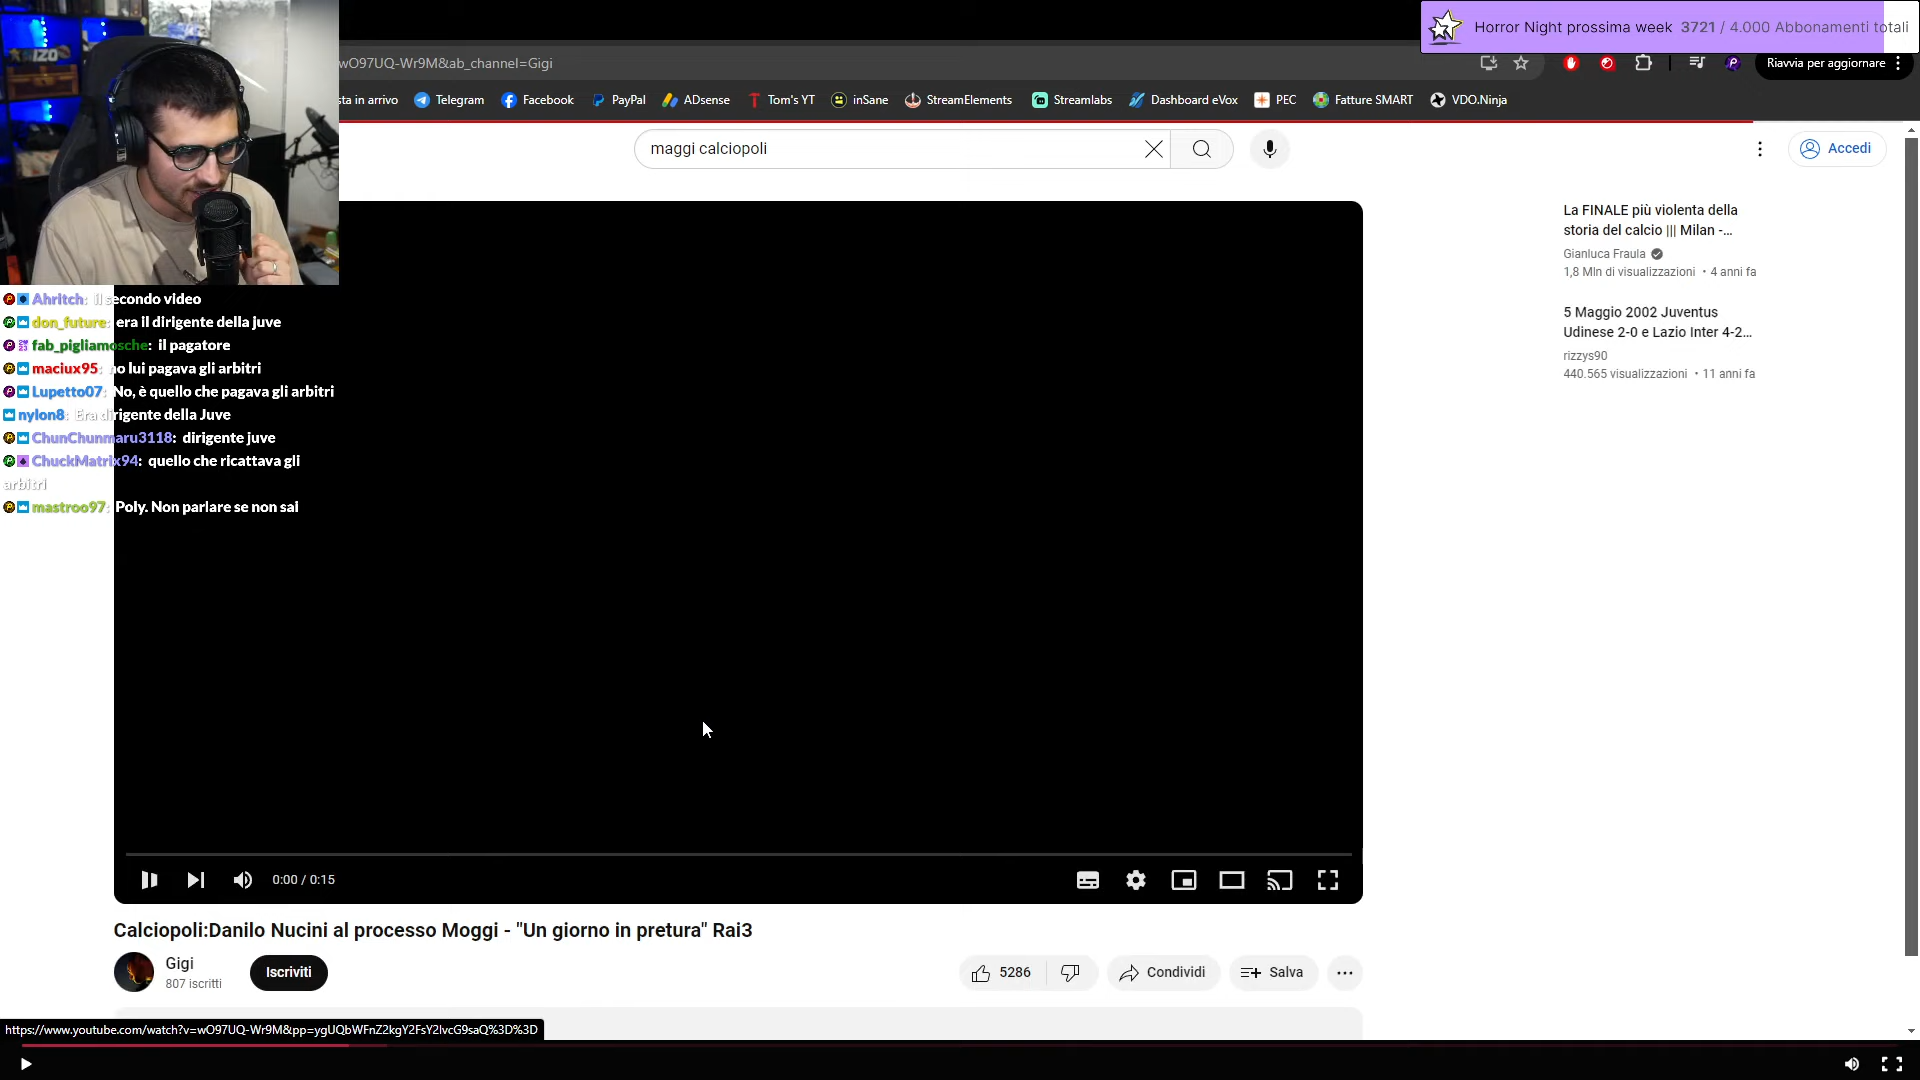 Horror Night prossima week 3721 / 4.000 Abbonamenti totali
wO97UQ-Wr9M&ab_channel=Gigi
Riavvia per aggiornare
sta in arrivo Telegram Facebook PayPal ADsense Tom's YT inSane StreamElements Streamlabs Dashboard eVox PEC Fatture SMART VDO.Ninja
maggi calciopoli
Accedi
La FINALE più violenta della
storia del calcio ||| Milan -...
Gianluca Fraula
1,8 Mln di visualizzazioni • 4 anni fa
5 Maggio 2002 Juventus
Udinese 2-0 e Lazio Inter 4-2...
rizzys90
440.565 visualizzazioni • 11 anni fa
Ahritch: il secondo video
don_future: era il dirigente della juve
fab_pigliamosche: il pagatore
maciux95: no lui pagava gli arbitri
Lupetto07: No, è quello che pagava gli arbitri
nylon8: Era dirigente della Juve
ChunChunmaru3118: dirigente juve
ChuckMatrix94: quello che ricattava gli
arbitri
mastroo97: Poly. Non parlare se non sai
0:00 / 0:15
Calciopoli:Danilo Nucini al processo Moggi - "Un giorno in pretura" Rai3
Gigi
807 iscritti
Iscriviti
5286
Condividi
Salva
https://www.youtube.com/watch?v=wO97UQ-Wr9M&pp=ygUQbWFnZ2kgY2FsY2lvcG9saQ%3D%3D